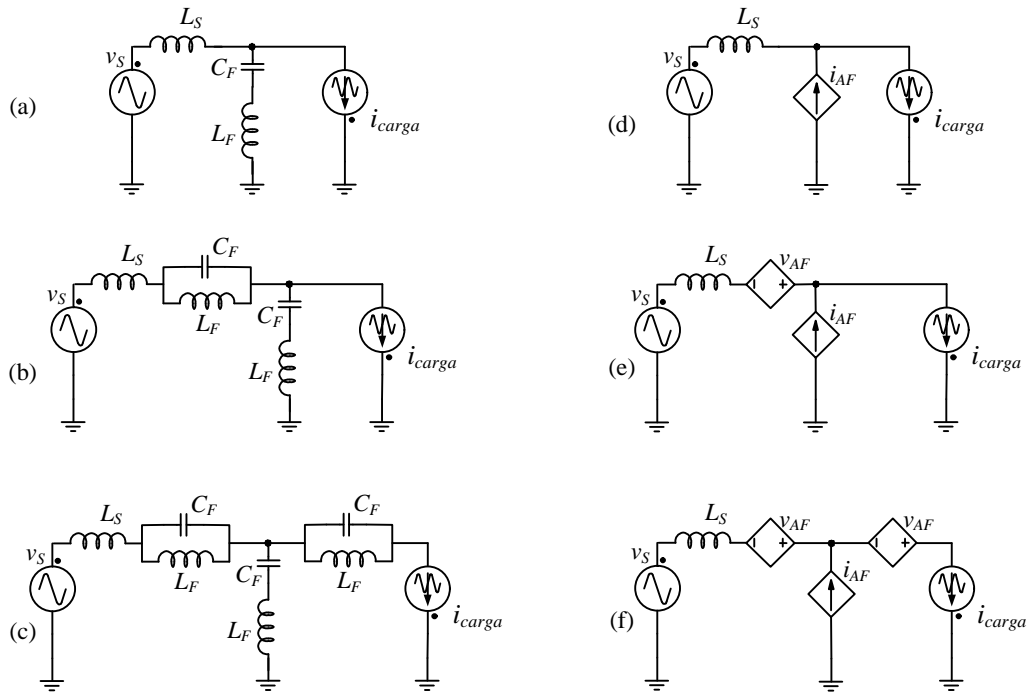 (a)
L_S
v_S
C_F
L_F
i_carga
(b)
L_S
v_S
C_F
L_F
C_F
L_F
i_carga
(c)
L_S
v_S
C_F
L_F
C_F
L_F
C_F
L_F
i_carga
(d)
L_S
v_S
i_AF
i_carga
(e)
L_S
v_S
v_AF
i_AF
i_carga
(f)
L_S
v_S
v_AF
i_AF
v_AF
i_carga